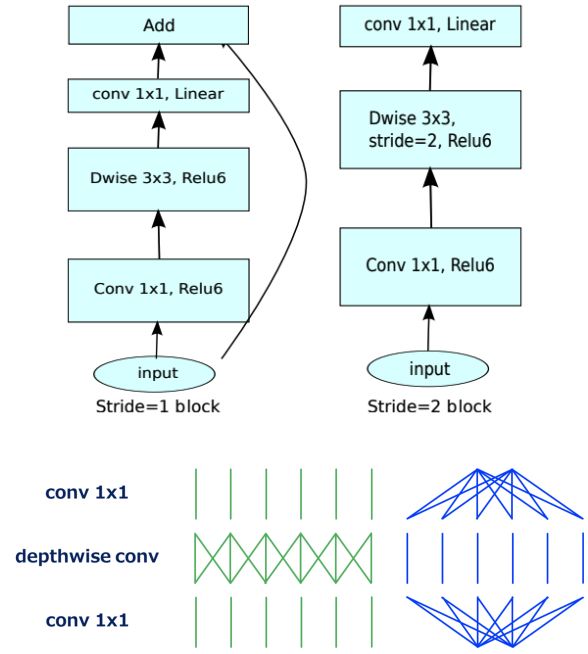 Add
conv 1x1, Linear
Dwise 3x3, Relu6
Conv 1x1, Relu6
input
Stride=1 block
conv 1x1, Linear
Dwise 3x3,
stride=2, Relu6
Conv 1x1, Relu6
input
Stride=2 block
conv 1x1
depthwise conv
conv 1x1